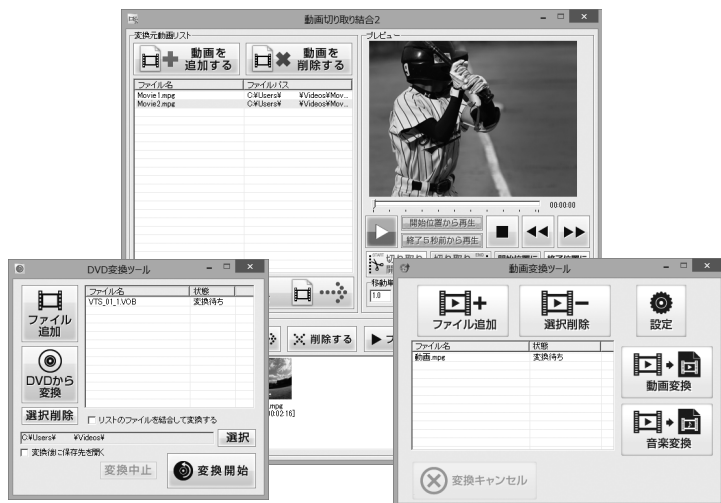 動画切り取り結合2
変換元動画リスト
動画を
追加する
動画を
削除する
ファイル名 ファイルパス
Movie1.mpg C:¥Users¥ ¥Videos¥Mov...
Movie2.mpg C:¥Users¥ ¥Videos¥Mov...
プレビュー
00:00:00
開始位置から再生
終了5秒前から再生
1.0
削除する
DVD変換ツール
ファイル
追加
DVDから
変換
選択削除
ファイル名 状態
VTS_01_1.VOB 変換待ち
リストのファイルを結合して変換する
C:¥Users¥ ¥Videos¥
選択
変換後に保存先を開く
変換中止
変換開始
動画変換ツール
ファイル追加
選択削除
設定
ファイル名 状態
動画.mpg 変換待ち
動画変換
音楽変換
変換キャンセル